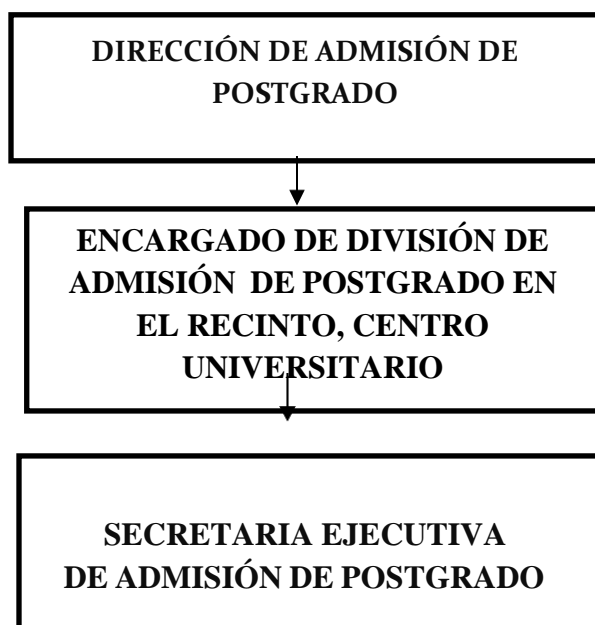 DIRECCIÓN DE ADMISIÓN DE
POSTGRADO
ENCARGADO DE DIVISIÓN DE
ADMISIÓN DE POSTGRADO EN
EL RECINTO, CENTRO
UNIVERSITARIO
SECRETARIA EJECUTIVA
DE ADMISIÓN DE POSTGRADO